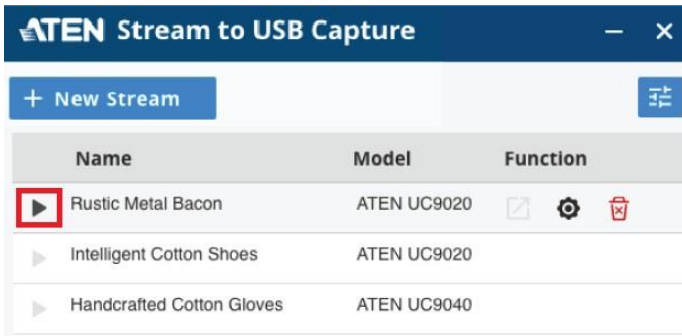 ATEN Stream to USB Capture
+ New Stream
Name Model Function
Rustic Metal Bacon ATEN UC9020
Intelligent Cotton Shoes ATEN UC9020
Handcrafted Cotton Gloves ATEN UC9040